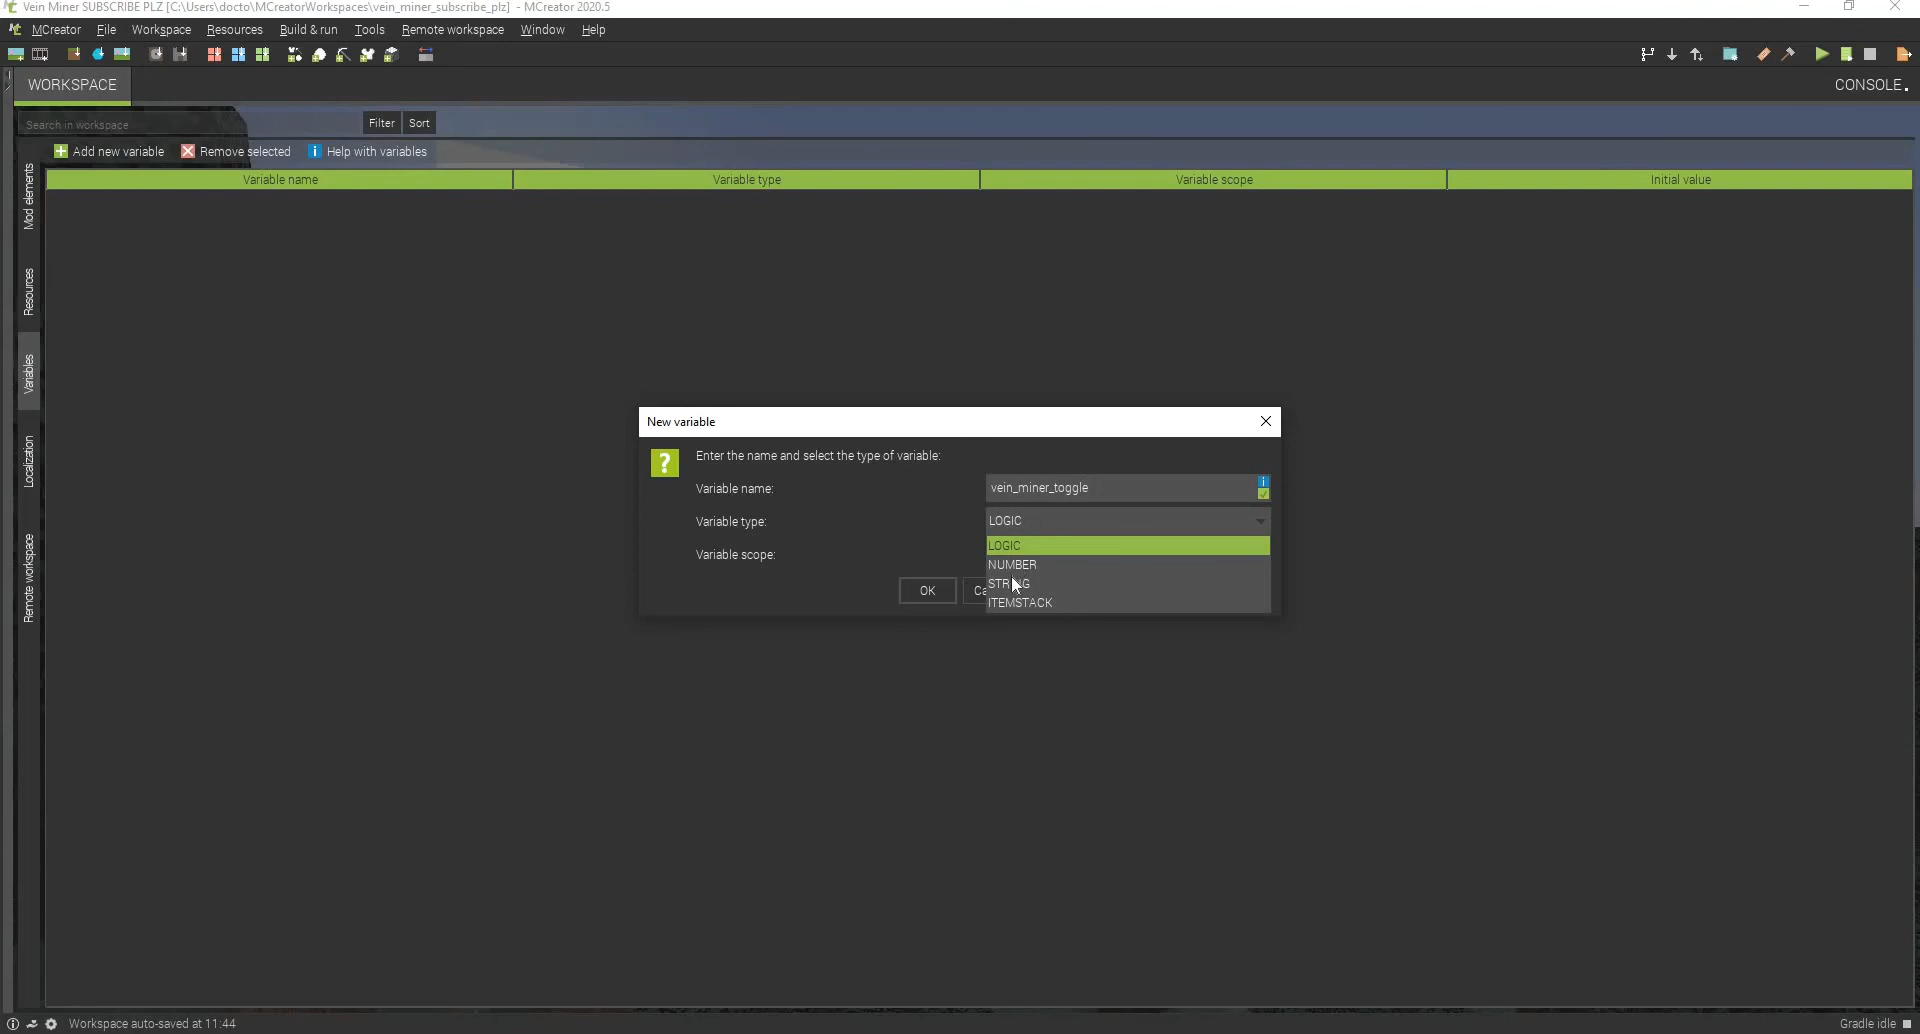 Vein Miner SUBSCRIBE PLZ [C:\Users\docto\MCreatorWorkspaces\vein_miner_subscribe_plz] - MCreator 2020.5
MCreator File Workspace Resources Build & run Tools Remote workspace Window Help
WORKSPACE
CONSOLE
Search in workspace
Filter
Sort
Add new variable
Remove selected
Help with variables
Variable name
Variable type
Variable scope
Initial value
Mod elements
Resources
Variables
Localization
Remote workspace
New variable
Enter the name and select the type of variable:
Variable name:
vein_miner_toggle
Variable type:
LOGIC
LOGIC
NUMBER
Variable scope:
ITEMSTACK
OK
Workspace auto-saved at 11:44
Gradle idle